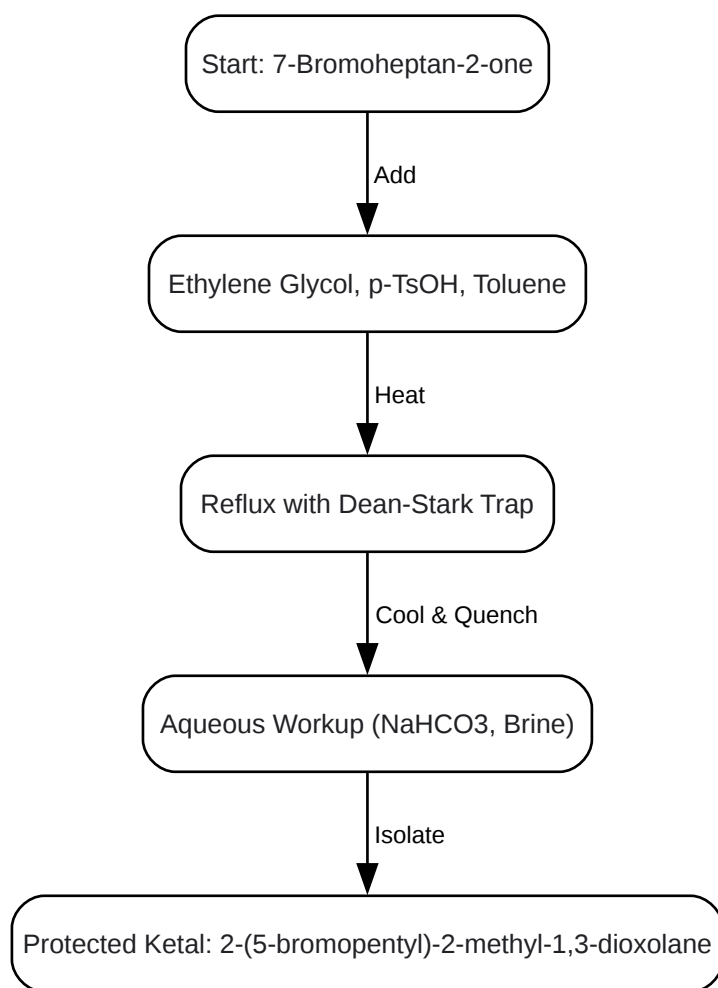 Start: 7-Bromoheptan-2-one
Add
Ethylene Glycol, p-TsOH, Toluene
Heat
Reflux with Dean-Stark Trap
Cool & Quench
Aqueous Workup (NaHCO3, Brine)
Isolate
Protected Ketal: 2-(5-bromopentyl)-2-methyl-1,3-dioxolane